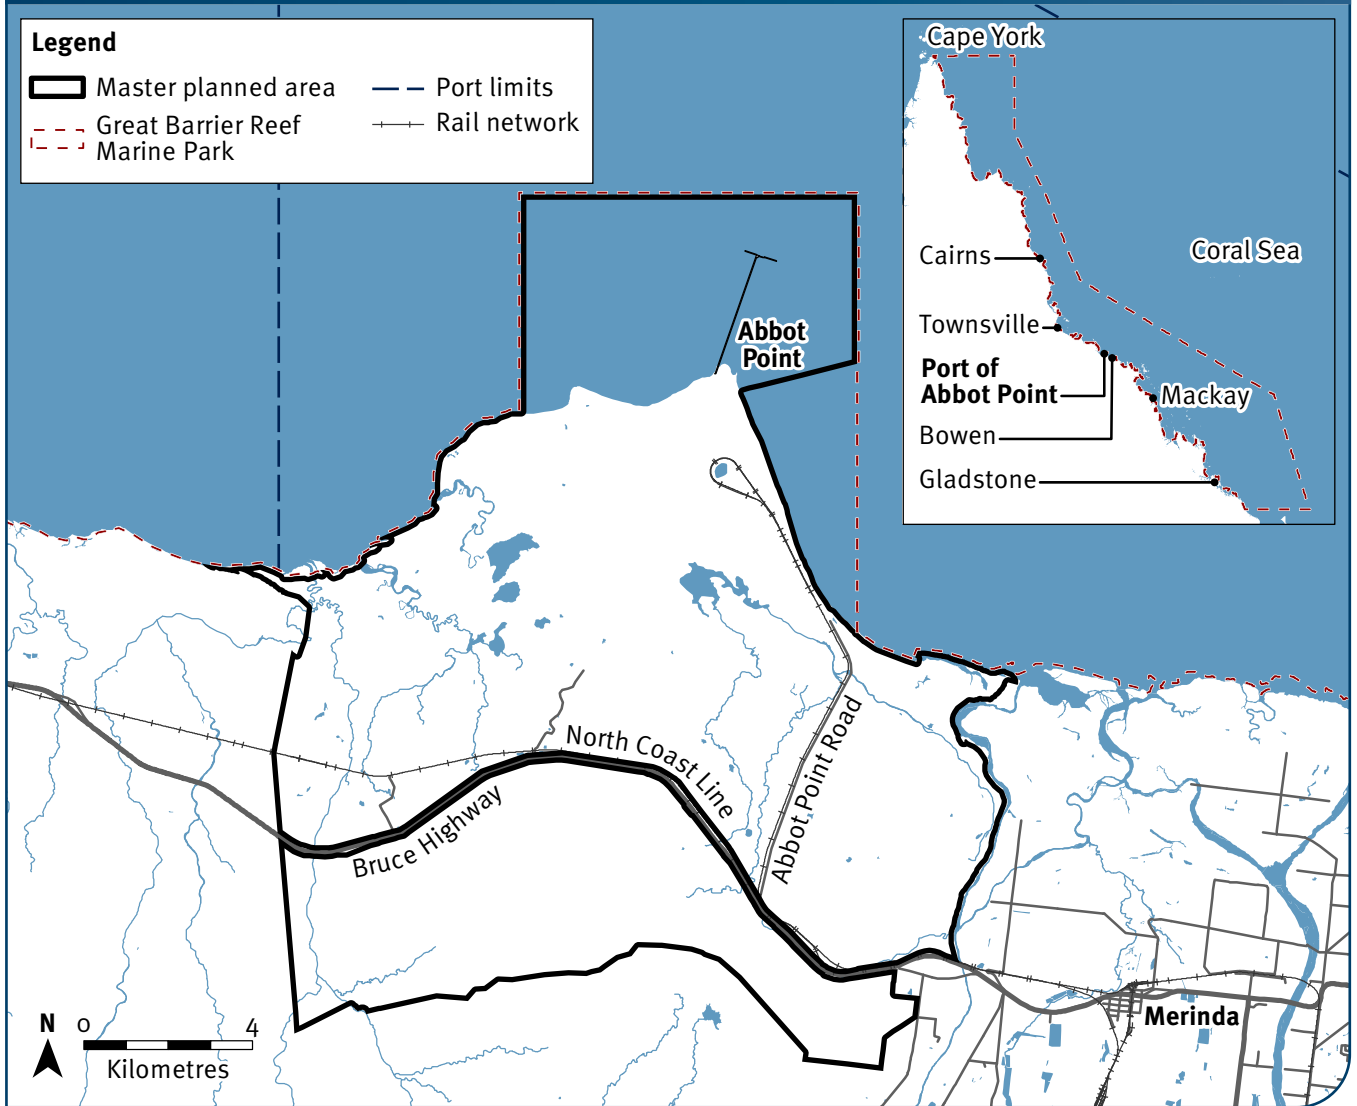 Legend
Master planned area
Great Barrier Reef
Marine Park
Port limits
Rail network
Cape York
Coral Sea
Cairns
Townsville
Port of
Abbot Point
Mackay
Bowen
Gladstone
Abbot
Point
North Coast Line
Bruce Highway
Abbot Point Road
Merinda
N
0 4
Kilometres